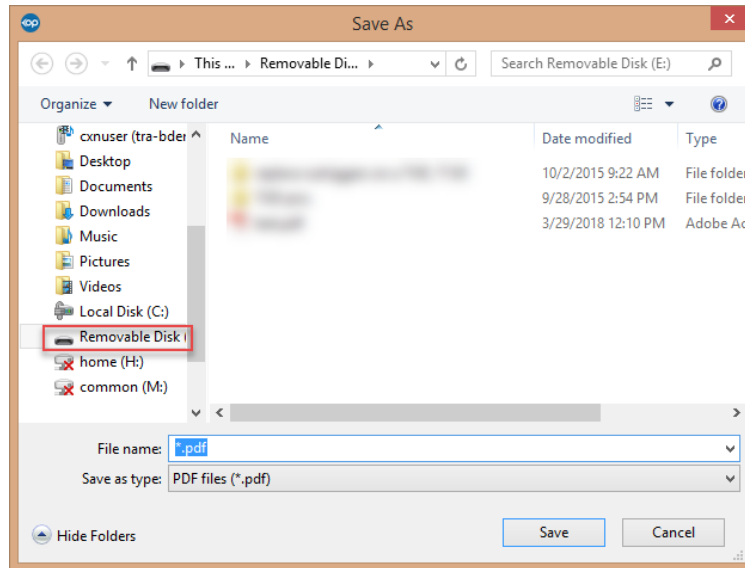 op
Save As
This ... Removable Di...
Search Removable Disk (E:)
Organize
New folder
?
cxnuser (tra-bder
Name
Date modified
Type
Desktop
Documents
Downloads
Music
Pictures
Videos
Local Disk (C:)
Removable Disk (
home (H:)
common (M:)
10/2/2015 9:22 AM
File folder
9/28/2015 2:54 PM
File folder
3/29/2018 12:10 PM
Adobe Ac
File name:
*.pdf
Save as type:
PDF files (*.pdf)
Hide Folders
Save
Cancel